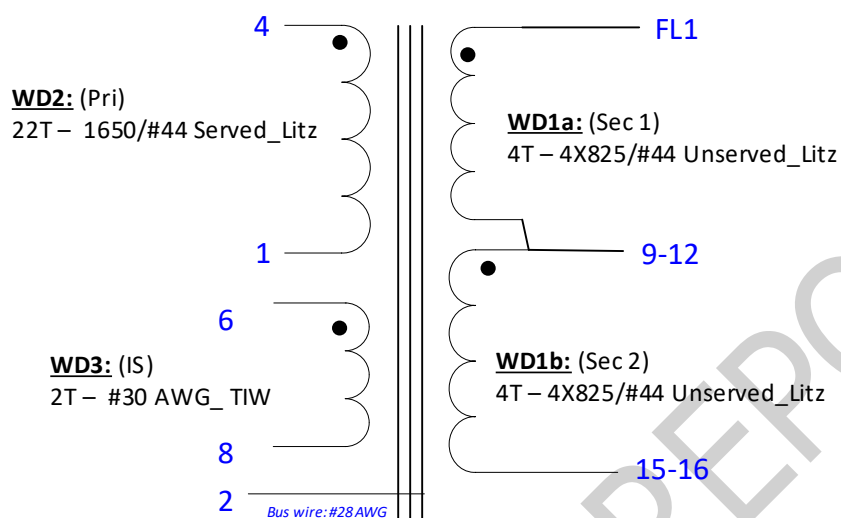 4
FL1
WD2: (Pri)
22T – 1650/#44 Served_Litz
WD1a: (Sec 1)
4T – 4X825/#44 Unserved_Litz
1
9-12
6
WD3: (IS)
2T – #30 AWG_ TIW
WD1b: (Sec 2)
4T – 4X825/#44 Unserved_Litz
8
15-16
2
Bus wire:#28 AWG